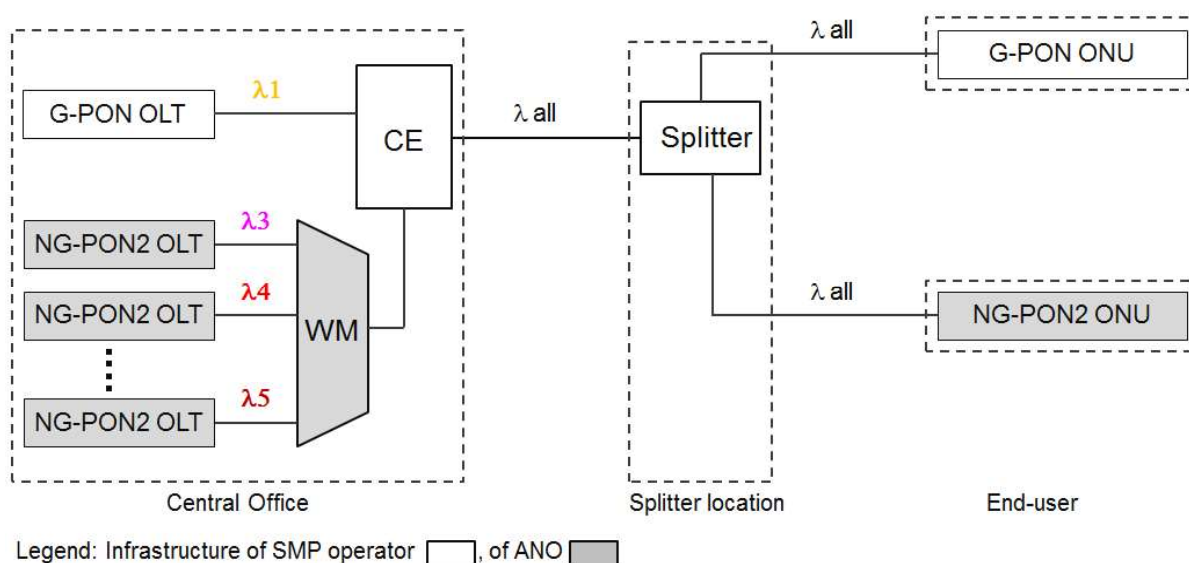 λ all
G-PON ONU
λ1
G-PON OLT
CE
λ all
Splitter
λ3
NG-PON2 OLT
λ4
NG-PON2 OLT
WM
λ all
NG-PON2 ONU
λ5
NG-PON2 OLT
Central Office
Splitter location
End-user
Legend: Infrastructure of SMP operator , of ANO